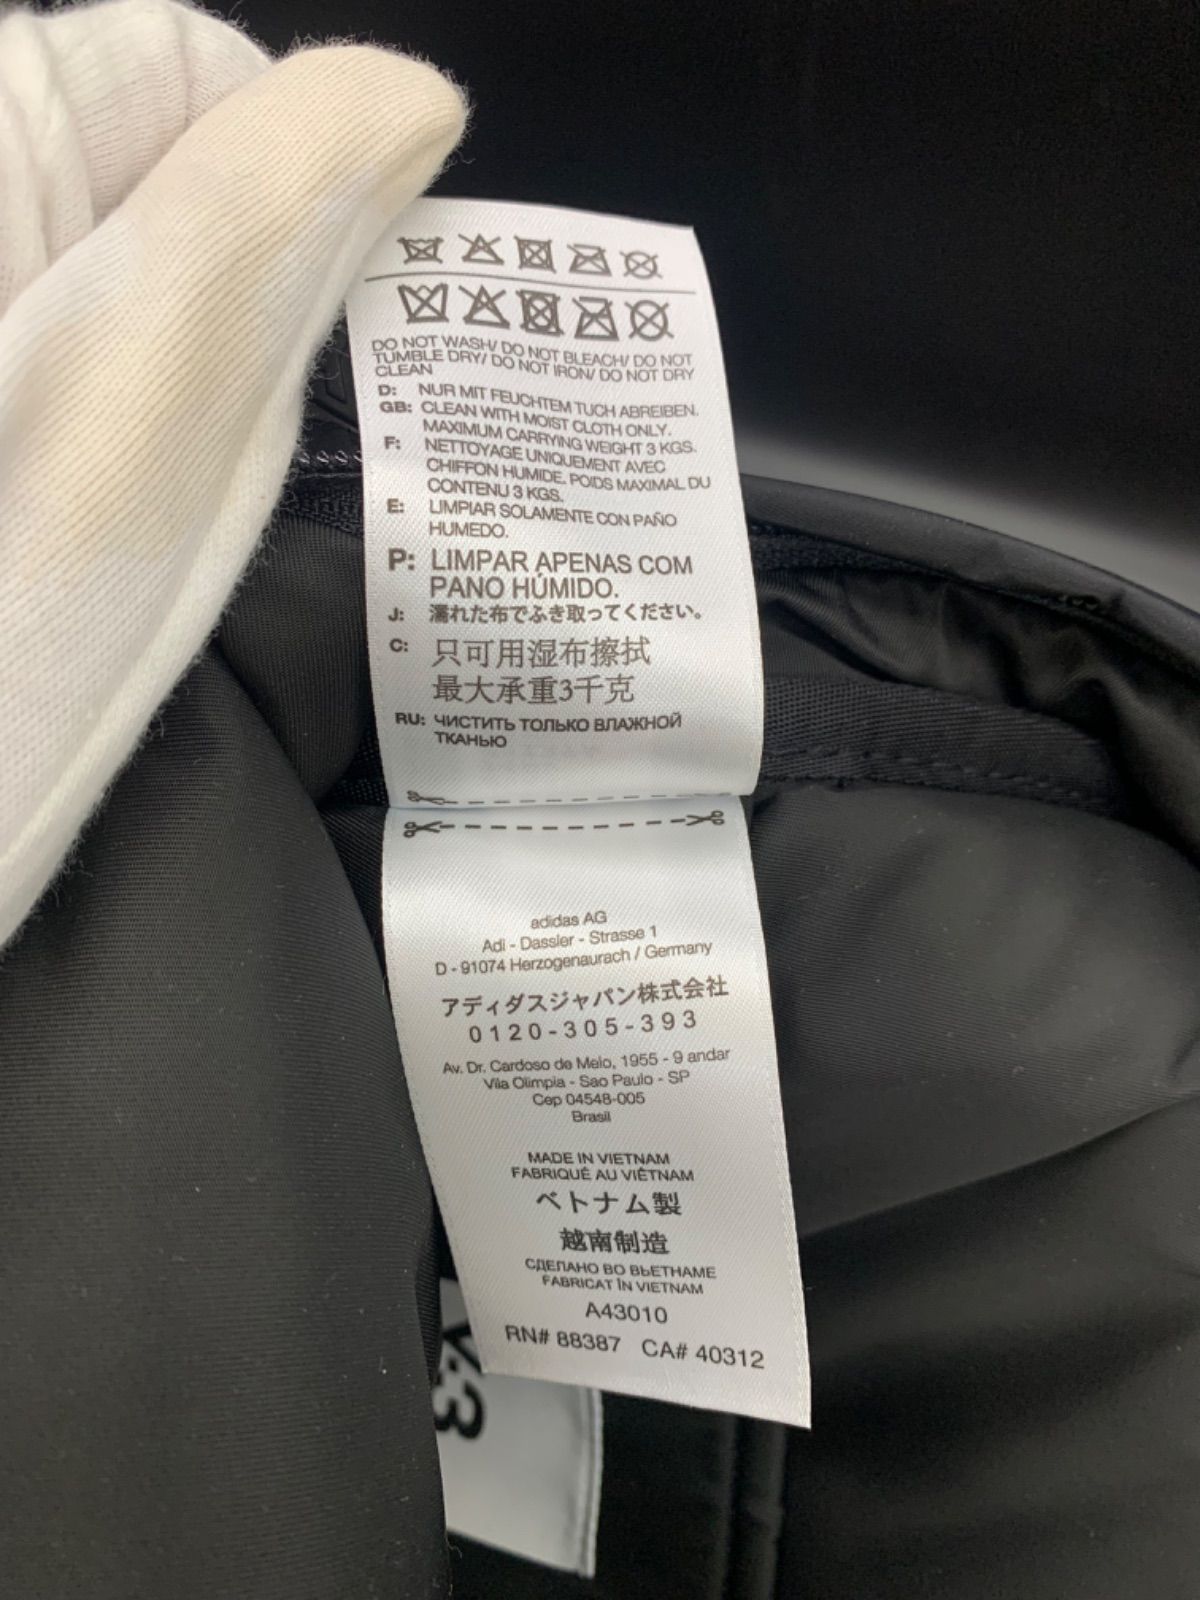 DO NOT WASH/ DO NOT BLEACH/ DO NOT
TUMBLE DRY/ DO NOT IRON/ DO NOT DRY
CLEAN
D: NUR MIT FEUCHTEM TUCH ABREIBEN.
GB: CLEAN WITH MOIST CLOTH ONLY.
MAXIMUM CARRYING WEIGHT 3 KGS.
F: NETTOYAGE UNIQUEMENT AVEC
CHIFFON HUMIDE. POIDS MAXIMAL DU
CONTENU 3 KGS.
E: LIMPIAR SOLAMENTE CON PAÑO
HUMEDO.
P: LIMPAR APENAS COM
PANO HÚMIDO.
J: 濡れた布でふき取ってください。
C: 只可用湿布擦拭
最大承重3千克
RU: ЧИСТИТЬ ТОЛЬКО ВЛАЖНОЙ
ТКАНЬЮ
adidas AG
Adi - Dassler - Strasse 1
D - 91074 Herzogenaurach / Germany
アディダスジャパン株式会社
0120-305-393
Av. Dr. Cardoso de Melo, 1955 - 9 andar
Vila Olimpia - Sao Paulo - SP
Cep 04548-005
Brasil
MADE IN VIETNAM
FABRIQUÉ AU VIÊTNAM
ベトナム製
越南制造
СДЕЛАНО ВО ВЬЕТНАМЕ
FABRICAT ÎN VIETNAM
A43010
RN# 88387 CA# 40312
Y-3